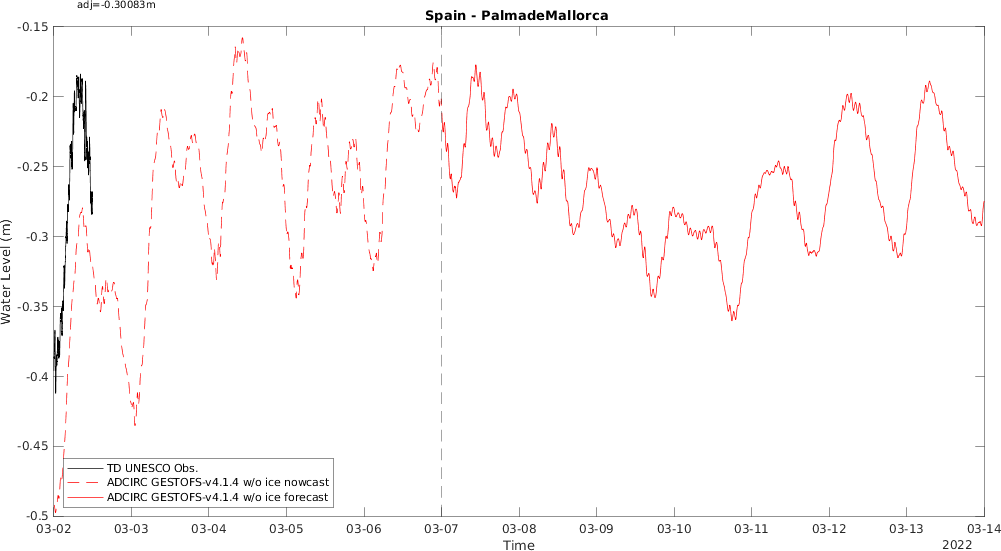 adj=-0.30083m
Spain - PalmadeMallorca
Water Level (m)
-0.15
-0.2
-0.25
-0.3
-0.35
-0.4
-0.45
-0.5
TD UNESCO Obs.
ADCIRC GESTOFS-v4.1.4 w/o ice nowcast
ADCIRC GESTOFS-v4.1.4 w/o ice forecast
03-02 03-03 03-04 03-05 03-06 03-07 03-08 03-09 03-10 03-11 03-12 03-13 03-14
Time
2022